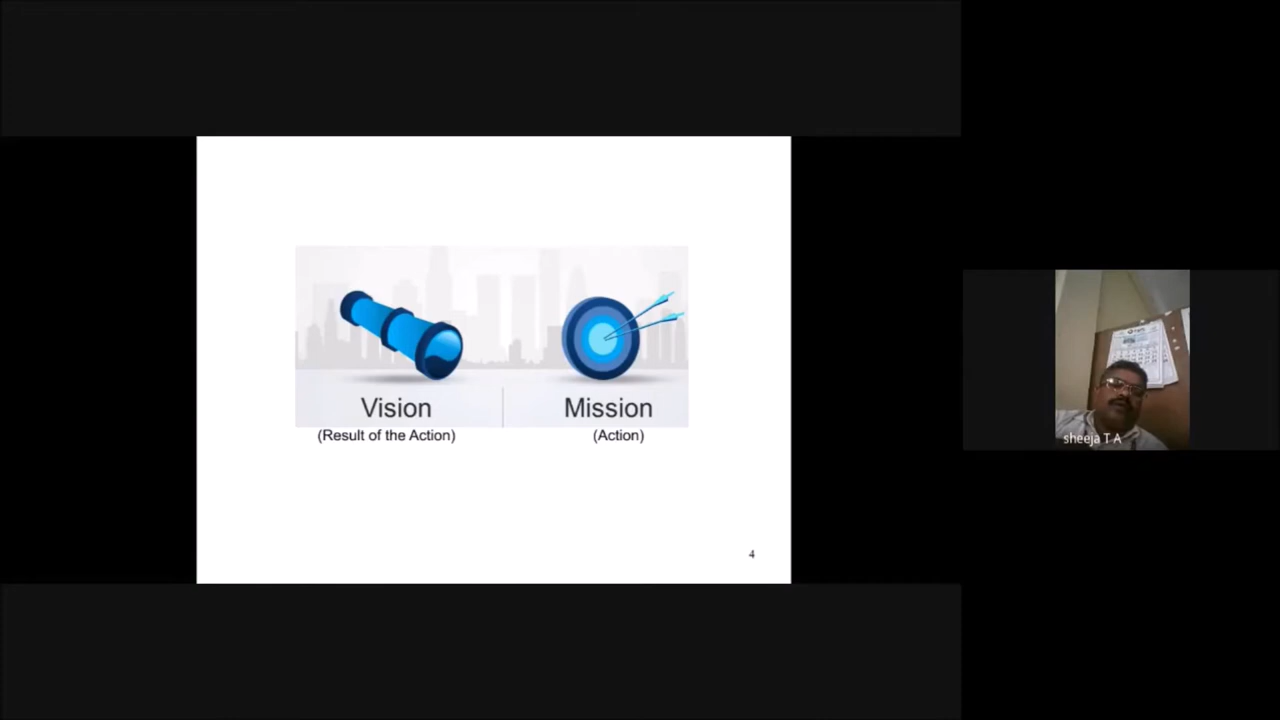 Vision
Mission
(Result of the Action)
(Action)
4
sheeja T A